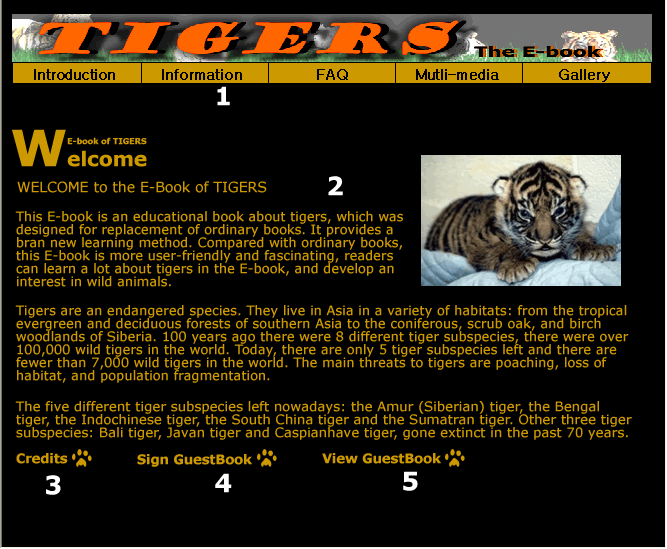 TIGERS
The E-book
Introduction Information FAQ Mutli-media Gallery
1
E-book of TIGERS
Welcome
WELCOME to the E-Book of TIGERS
2
This E-book is an educational book about tigers, which was
designed for replacement of ordinary books. It provides a
bran new learning method. Compared with ordinary books,
this E-book is more user-friendly and fascinating, readers
can learn a lot about tigers in the E-book, and develop an
interest in wild animals.
Tigers are an endangered species. They live in Asia in a variety of habitats: from the tropical
evergreen and deciduous forests of southern Asia to the coniferous, scrub oak, and birch
woodlands of Siberia. 100 years ago there were 8 different tiger subspecies, there were over
100,000 wild tigers in the world. Today, there are only 5 tiger subspecies left and there are
fewer than 7,000 wild tigers in the world. The main threats to tigers are poaching, loss of
habitat, and population fragmentation.
The five different tiger subspecies left nowadays: the Amur (Siberian) tiger, the Bengal
tiger, the Indochinese tiger, the South China tiger and the Sumatran tiger. Other three tiger
subspecies: Bali tiger, Javan tiger and Caspianhave tiger, gone extinct in the past 70 years.
Credits Sign GuestBook View GuestBook
3 4 5